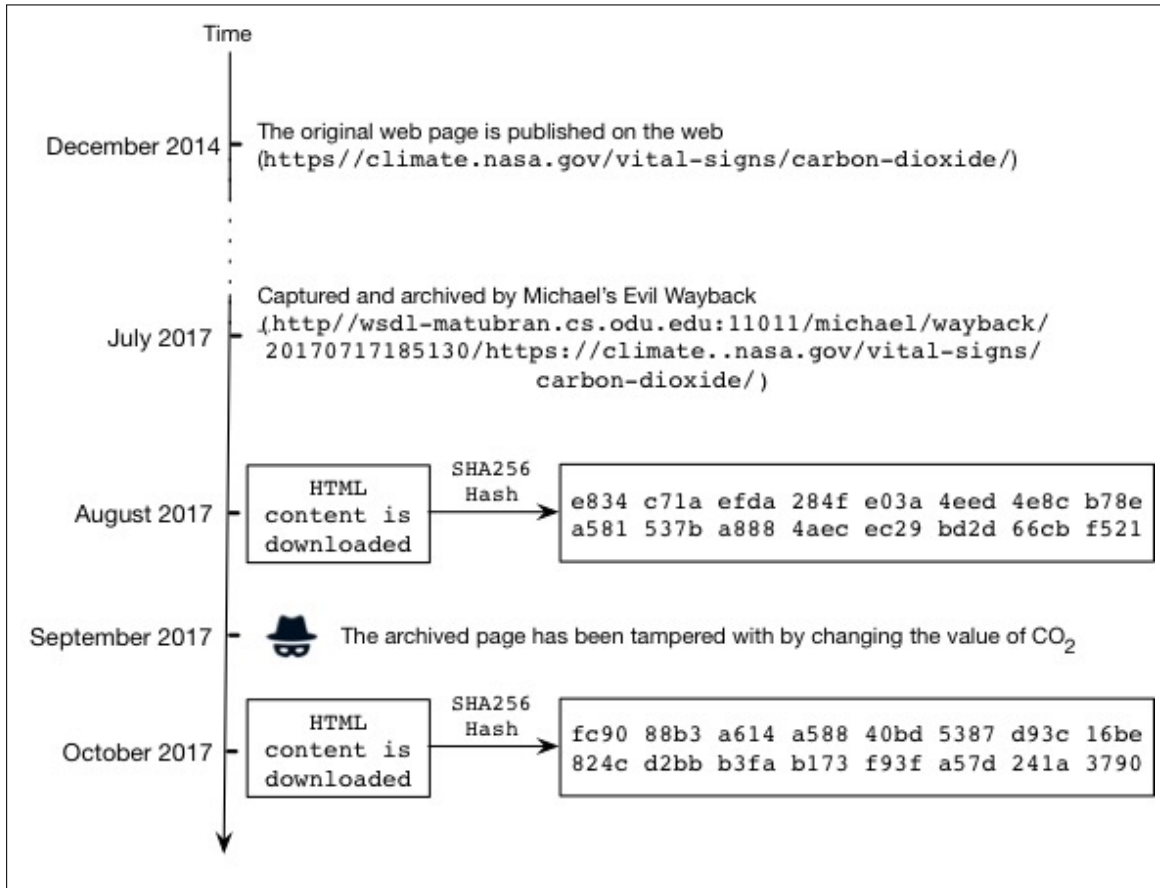 Time
December 2014
The original web page is published on the web
(https//climate.nasa.gov/vital-signs/carbon-dioxide/)
July 2017
Captured and archived by Michael's Evil Wayback
(http//wsdl-matubran.cs.odu.edu:11011/michael/wayback/
20170717185130/https://climate..nasa.gov/vital-signs/
carbon-dioxide/)
August 2017
HTML
content is
downloaded
SHA256
Hash
e834 c71a efda 284f e03a 4eed 4e8c b78e
a581 537b a888 4aec ec29 bd2d 66cb f521
September 2017
The archived page has been tampered with by changing the value of CO2
October 2017
HTML
content is
downloaded
SHA256
Hash
fc90 88b3 a614 a588 40bd 5387 d93c 16be
824c d2bb b3fa b173 f93f a57d 241a 3790